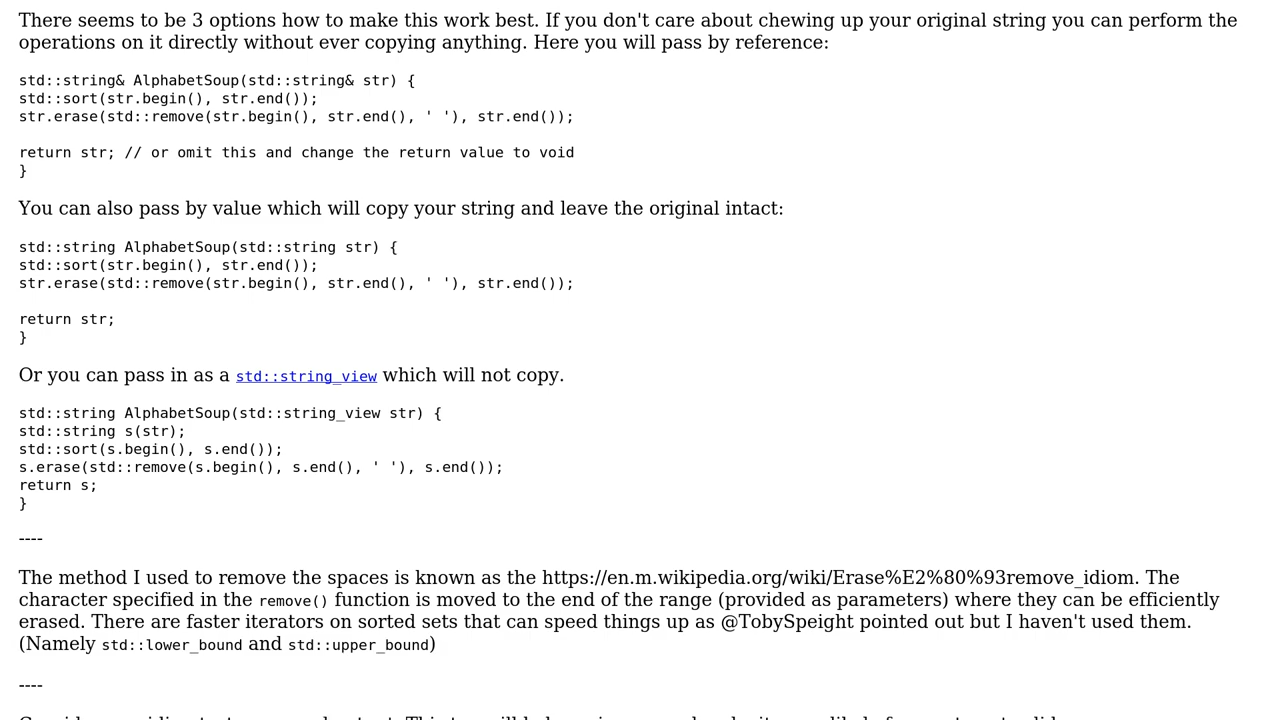 There seems to be 3 options how to make this work best. If you don't care about chewing up your original string you can perform the
operations on it directly without ever copying anything. Here you will pass by reference:
std::string& AlphabetSoup(std::string& str) {
std::sort(str.begin(), str.end());
str.erase(std::remove(str.begin(), str.end(), ' '), str.end());
return str; // or omit this and change the return value to void
}
You can also pass by value which will copy your string and leave the original intact:
std::string AlphabetSoup(std::string str) {
std::sort(str.begin(), str.end());
str.erase(std::remove(str.begin(), str.end(), ' '), str.end());
return str;
}
Or you can pass in as a std::string_view which will not copy.
std::string AlphabetSoup(std::string_view str) {
std::string s(str);
std::sort(s.begin(), s.end());
s.erase(std::remove(s.begin(), s.end(), ' '), s.end());
return s;
}
----
The method I used to remove the spaces is known as the https://en.m.wikipedia.org/wiki/Erase%E2%80%93remove_idiom. The
character specified in the remove() function is moved to the end of the range (provided as parameters) where they can be efficiently
erased. There are faster iterators on sorted sets that can speed things up as @TobySpeight pointed out but I haven't used them.
(Namely std::lower_bound and std::upper_bound)
----